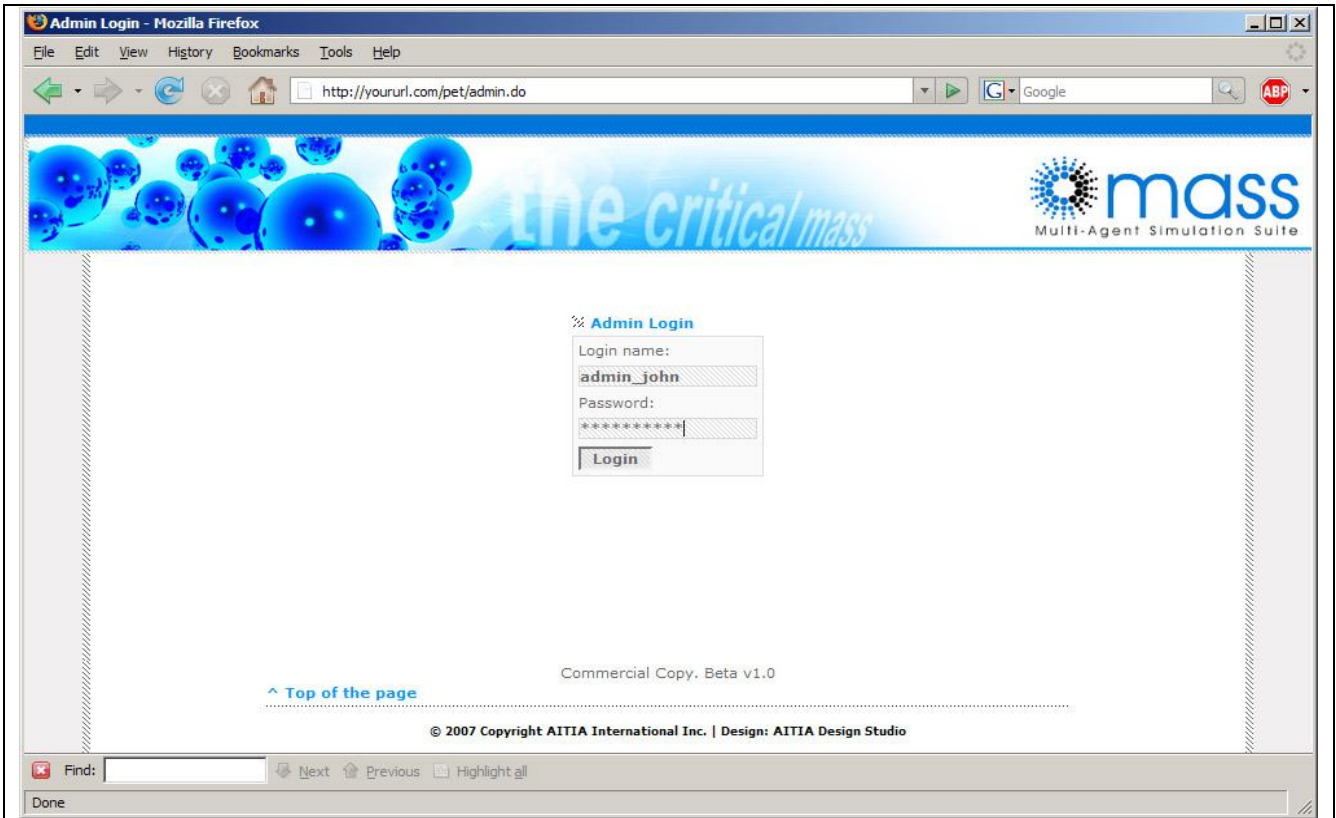 Admin Login - Mozilla Firefox
File Edit View History Bookmarks Tools Help
http://yoururl.com/pet/admin.do G Google ABP
the critical mass
mass
Multi-Agent Simulation Suite
Admin Login
Login name:
admin_john
Password:
**********
Login
Commercial Copy. Beta v1.0
^ Top of the page
© 2007 Copyright AITIA International Inc. | Design: AITIA Design Studio
Find: Next Previous Highlight all
Done